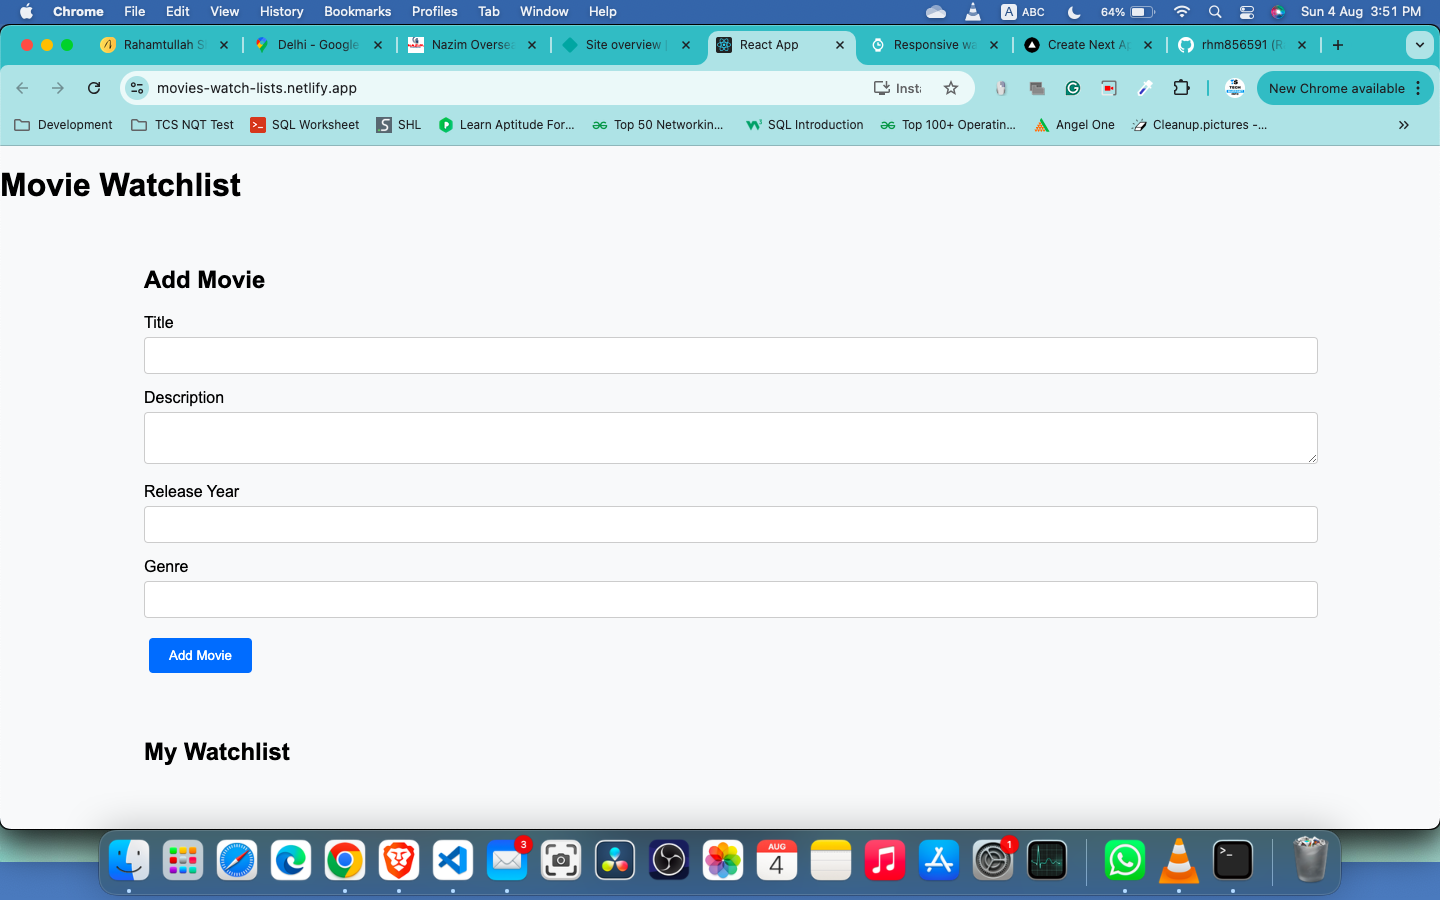 Chrome File Edit View History Bookmarks Profiles Tab Window Help A ABC 64% Sun 4 Aug 3:51 PM
Rahamtullah S Delhi - Google Nazim Overse Site overview React App Responsive wa Create Next A rhm856591 (R
movies-watch-lists.netlify.app Inst New Chrome available
Development TCS NQT Test SQL Worksheet SHL Learn Aptitude For... Top 50 Networkin... SQL Introduction Top 100+ Operatin... Angel One Cleanup.pictures -...
Movie Watchlist
Add Movie
Title
Description
Release Year
Genre
Add Movie
My Watchlist
3 AUG 4 1